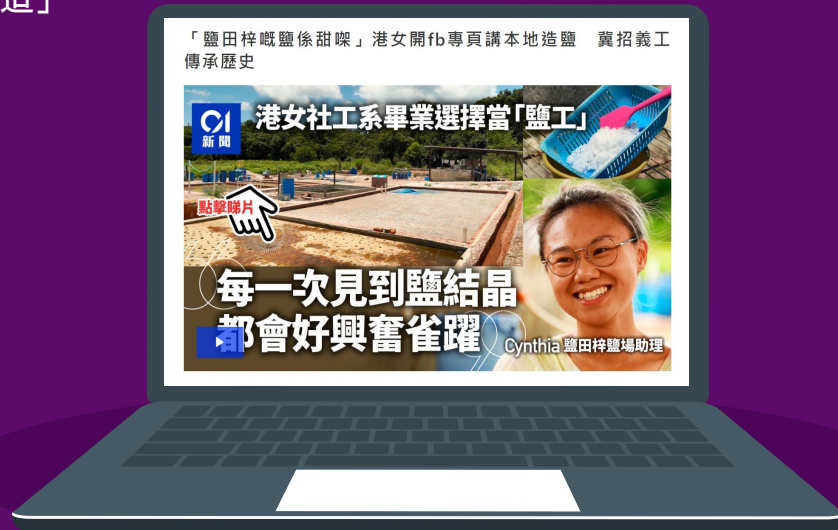 造」
「鹽田梓嘅鹽係甜㗎」港女開fb專頁講本地造鹽　冀招義工
傳承歷史
01
新聞
港女社工系畢業選擇當「鹽工」
點擊睇片
每一次見到鹽結晶
都會好興奮雀躍
Cynthia 鹽田梓鹽場助理